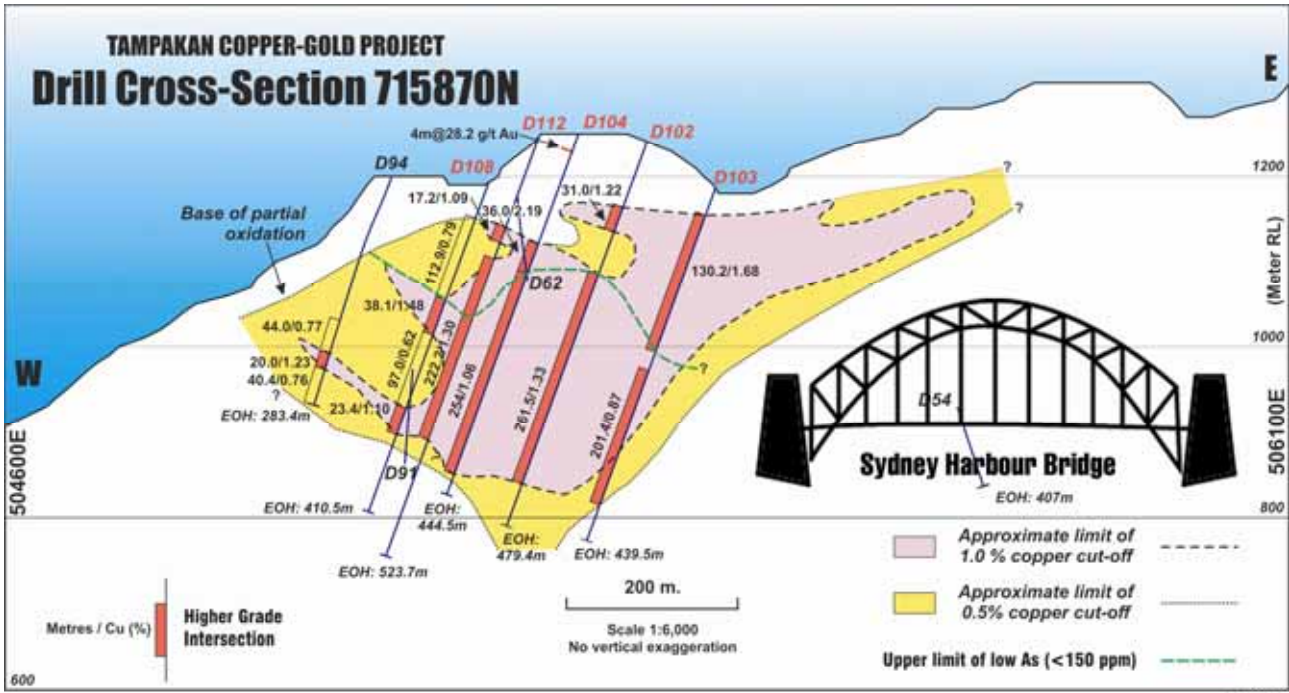 TAMPAKAN COPPER-GOLD PROJECT
Drill Cross-Section 715870N
E
W
4m@28.2 g/t Au
D112
D104
D102
D94
D108
D103
1200
17.2/1.09
36.0/2.19
31.0/1.22
Base of partial
oxidation
112.9/0.79
130.2/1.68
D62
(Meter RL)
38.1/1.48
44.0/0.77
1000
20.0/1.23
40.4/0.76
97.0/0.62
222.2/1.30
254/1.06
261.5/1.33
201.4/0.87
?
?
?
?
23.4/1.10
EOH: 283.4m
D91
D54
Sydney Harbour Bridge
504600E
506100E
EOH: 407m
EOH: 410.5m
EOH:
444.5m
800
EOH:
479.4m
EOH: 439.5m
EOH: 523.7m
200 m.
Scale 1:6,000
No vertical exaggeration
Metres / Cu (%)
Higher Grade
Intersection
Approximate limit of
1.0 % copper cut-off
Approximate limit of
0.5% copper cut-off
Upper limit of low As (<150 ppm)
600